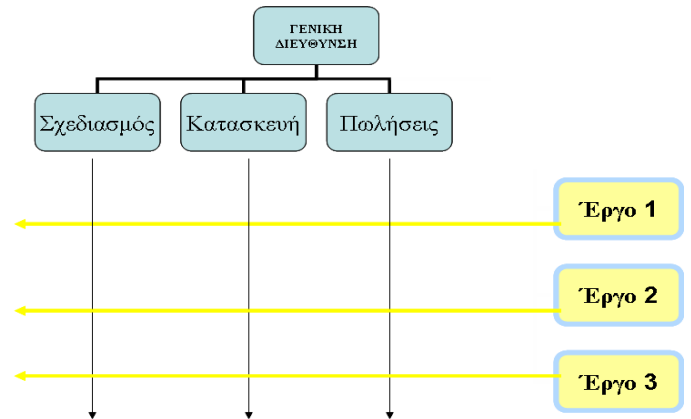 ΓΕΝΙΚΗ
ΔΙΕΥΘΥΝΣΗ
Σχεδιασμός
Κατασκευή
Πωλήσεις
Έργο 1
Έργο 2
Έργο 3